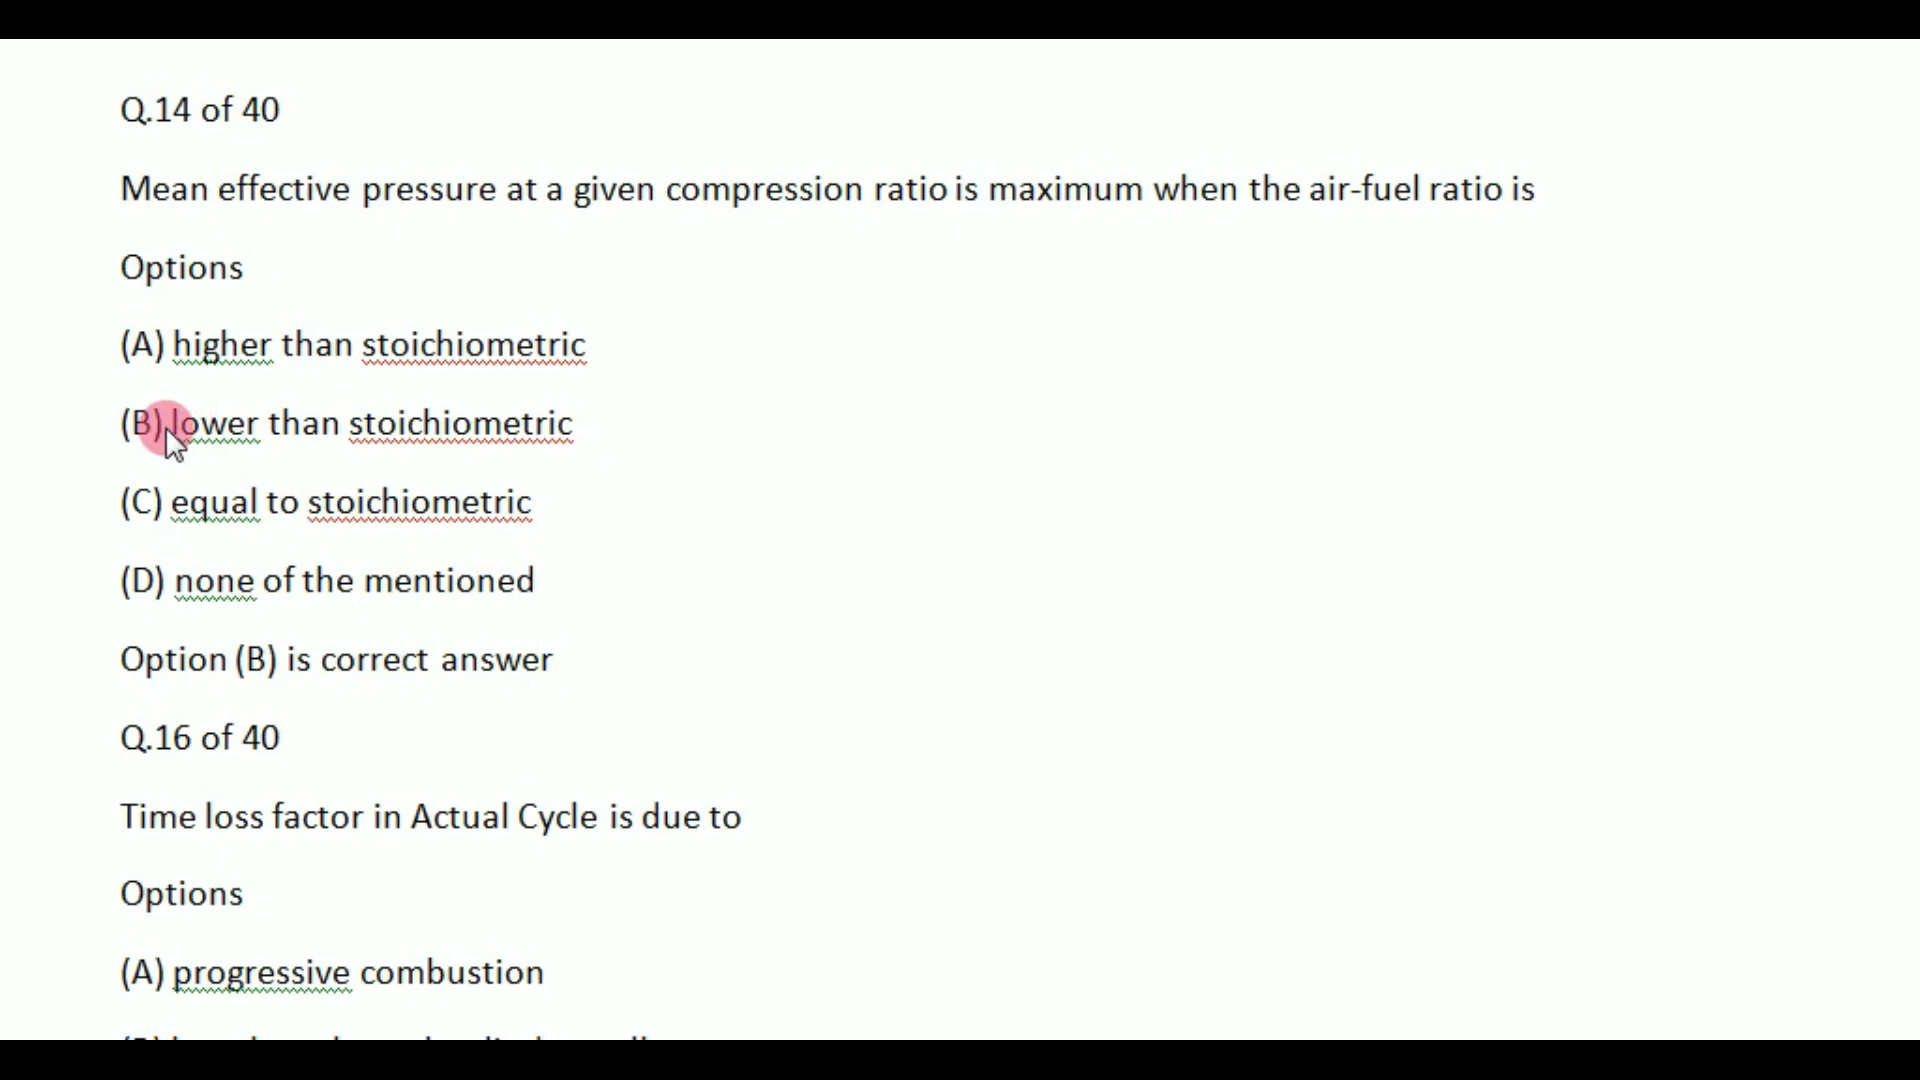 Q.14 of 40
Mean effective pressure at a given compression ratio is maximum when the air-fuel ratio is
Options
(A) higher than stoichiometric
(B) lower than stoichiometric
(C) equal to stoichiometric
(D) none of the mentioned
Option (B) is correct answer
Q.16 of 40
Time loss factor in Actual Cycle is due to
Options
(A) progressive combustion